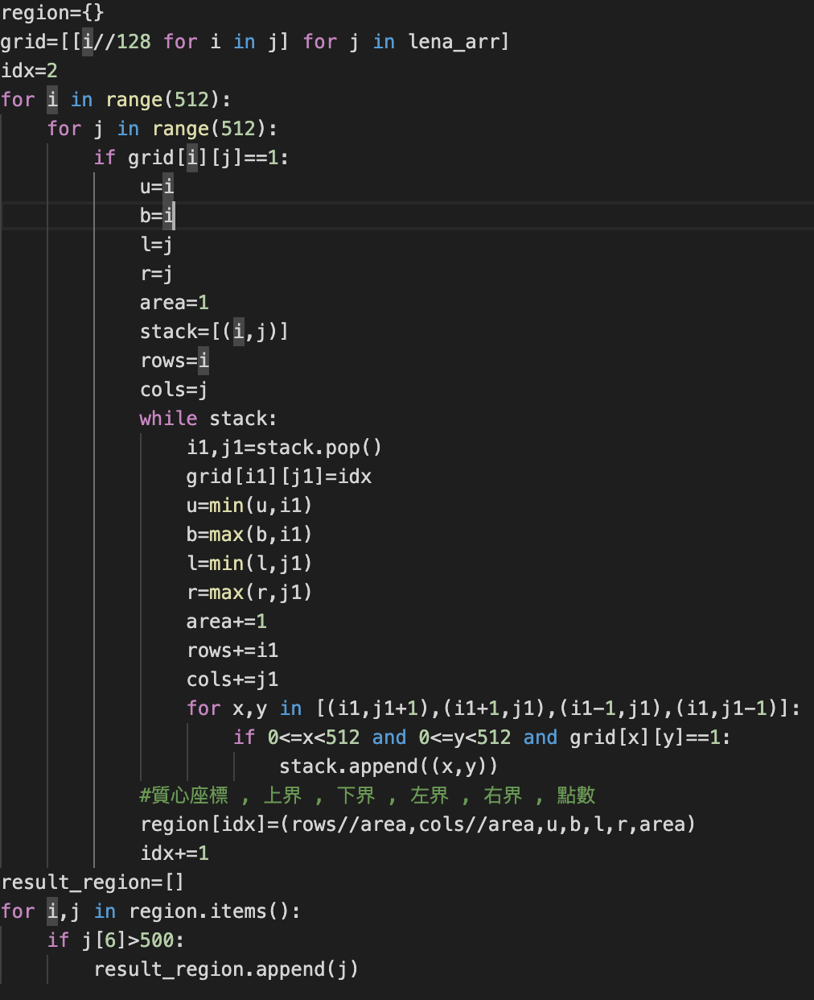 region={}
grid=[[i//128 for i in j] for j in lena_arr]
idx=2
for i in range(512):
    for j in range(512):
        if grid[i][j]==1:
            u=i
            b=i
            l=j
            r=j
            area=1
            stack=[(i,j)]
            rows=i
            cols=j
            while stack:
                i1,j1=stack.pop()
                grid[i1][j1]=idx
                u=min(u,i1)
                b=max(b,i1)
                l=min(l,j1)
                r=max(r,j1)
                area+=1
                rows+=i1
                cols+=j1
                for x,y in [(i1,j1+1),(i1+1,j1),(i1-1,j1),(i1,j1-1)]:
                    if 0<=x<512 and 0<=y<512 and grid[x][y]==1:
                        stack.append((x,y))
            #質心座標 , 上界 , 下界 , 左界 , 右界 , 點數
            region[idx]=(rows//area,cols//area,u,b,l,r,area)
            idx+=1
result_region=[]
for i,j in region.items():
    if j[6]>500:
        result_region.append(j)